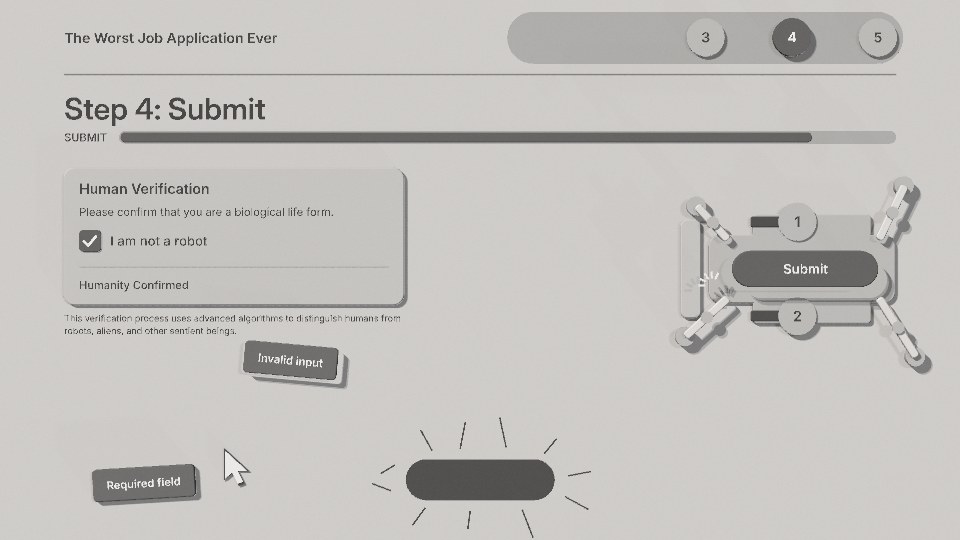 The Worst Job Application Ever
3
4
5
Step 4: Submit
SUBMIT
Human Verification
Please confirm that you are a biological life form.
I am not a robot
Humanity Confirmed
This verification process uses advanced algorithms to distinguish humans from
robots, aliens, and other sentient beings.
1
Submit
2
Invalid input
Required field